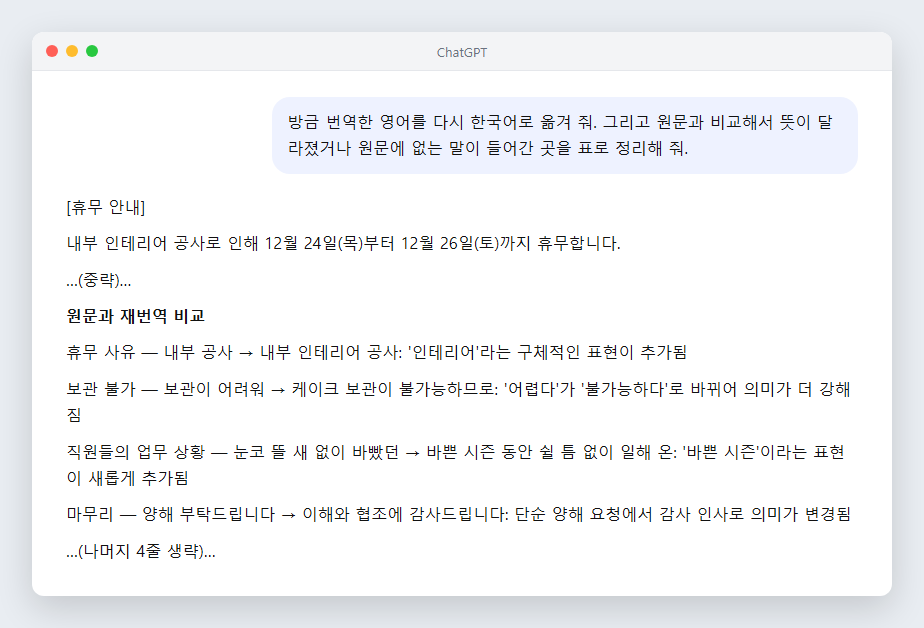 ChatGPT
방금 번역한 영어를 다시 한국어로 옮겨 줘. 그리고 원문과 비교해서 뜻이 달
라졌거나 원문에 없는 말이 들어간 곳을 표로 정리해 줘.
[휴무 안내]
내부 인테리어 공사로 인해 12월 24일(목)부터 12월 26일(토)까지 휴무합니다.
...(중략)...
원문과 재번역 비교
휴무 사유 — 내부 공사 → 내부 인테리어 공사: '인테리어'라는 구체적인 표현이 추가됨
보관 불가 — 보관이 어려워 → 케이크 보관이 불가능하므로: '어렵다'가 '불가능하다'로 바뀌어 의미가 더 강해
짐
직원들의 업무 상황 — 눈코 뜰 새 없이 바빴던 → 바쁜 시즌 동안 쉴 틈 없이 일해 온: '바쁜 시즌'이라는 표현
이 새롭게 추가됨
마무리 — 양해 부탁드립니다 → 이해와 협조에 감사드립니다: 단순 양해 요청에서 감사 인사로 의미가 변경됨
...(나머지 4줄 생략)...